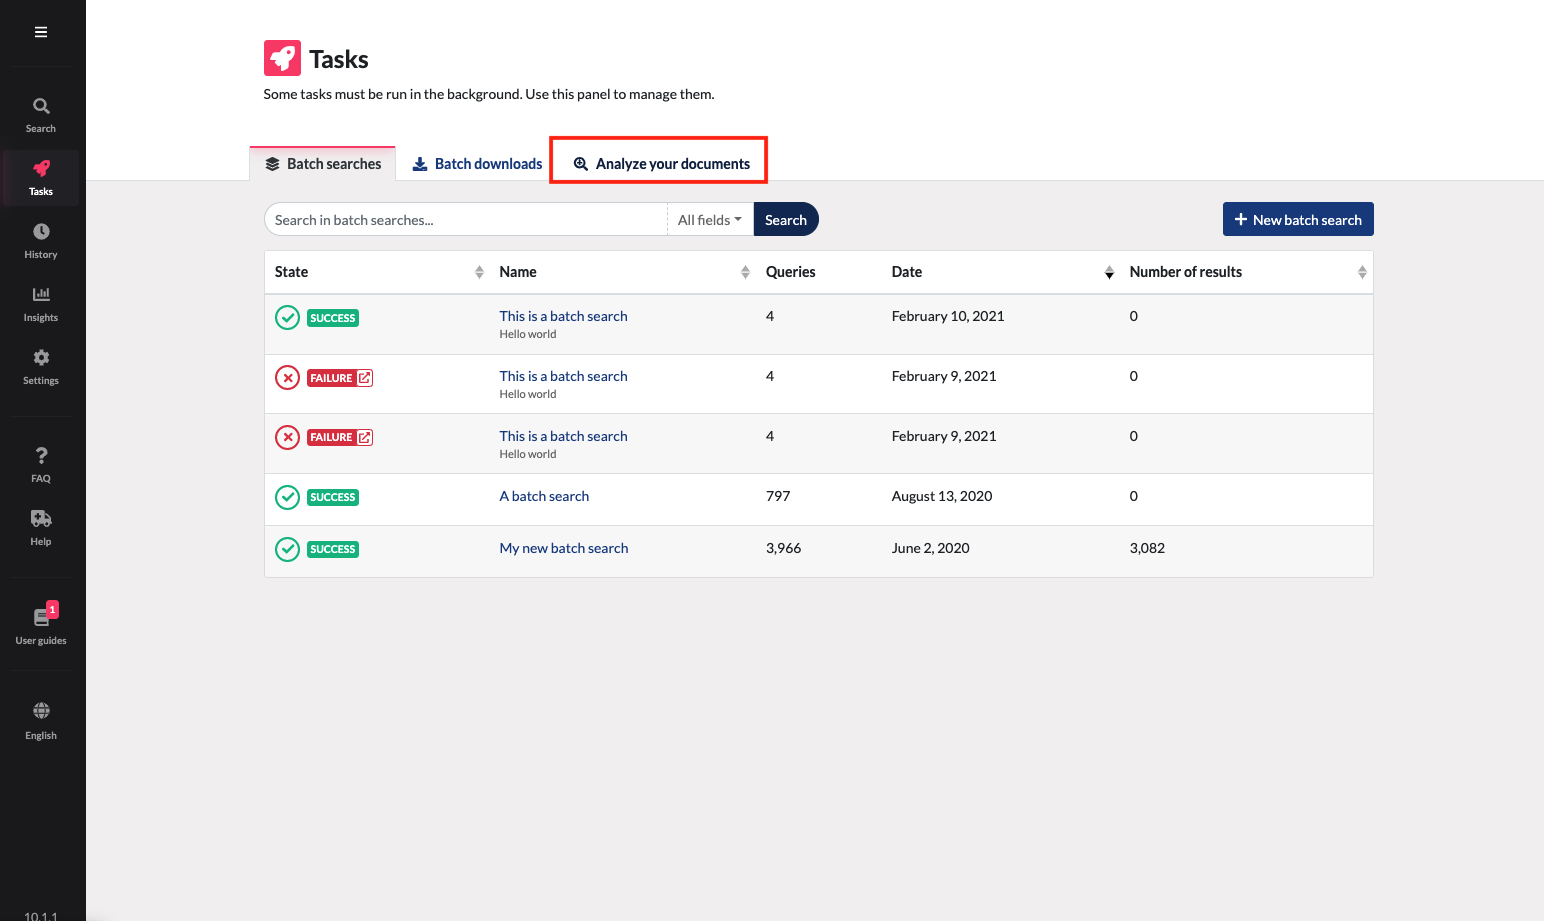 Search
Tasks
History
Insights
Settings
FAQ
Help
1
User guides
English
10.1.1
Tasks
Some tasks must be run in the background. Use this panel to manage them.
Batch searches Batch downloads Analyze your documents
Search in batch searches... All fields Search New batch search
State Name Queries Date Number of results
SUCCESS This is a batch search 4 February 10, 2021 0
Hello world
FAILURE This is a batch search 4 February 9, 2021 0
Hello world
FAILURE This is a batch search 4 February 9, 2021 0
Hello world
SUCCESS A batch search 797 August 13, 2020 0
SUCCESS My new batch search 3,966 June 2, 2020 3,082